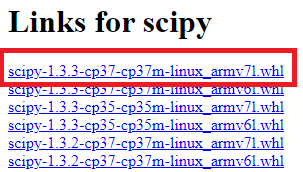 Links for scipy
scipy-1.3.3-cp37-cp37m-linux_armv7l.whl
scipy-1.3.3-cp37-cp37m-linux_armv6l.whl
scipy-1.3.3-cp35-cp35m-linux_armv7l.whl
scipy-1.3.3-cp35-cp35m-linux_armv6l.whl
scipy-1.3.2-cp37-cp37m-linux_armv7l.whl
scipy-1.3.2-cp37-cp37m-linux_armv6l.whl